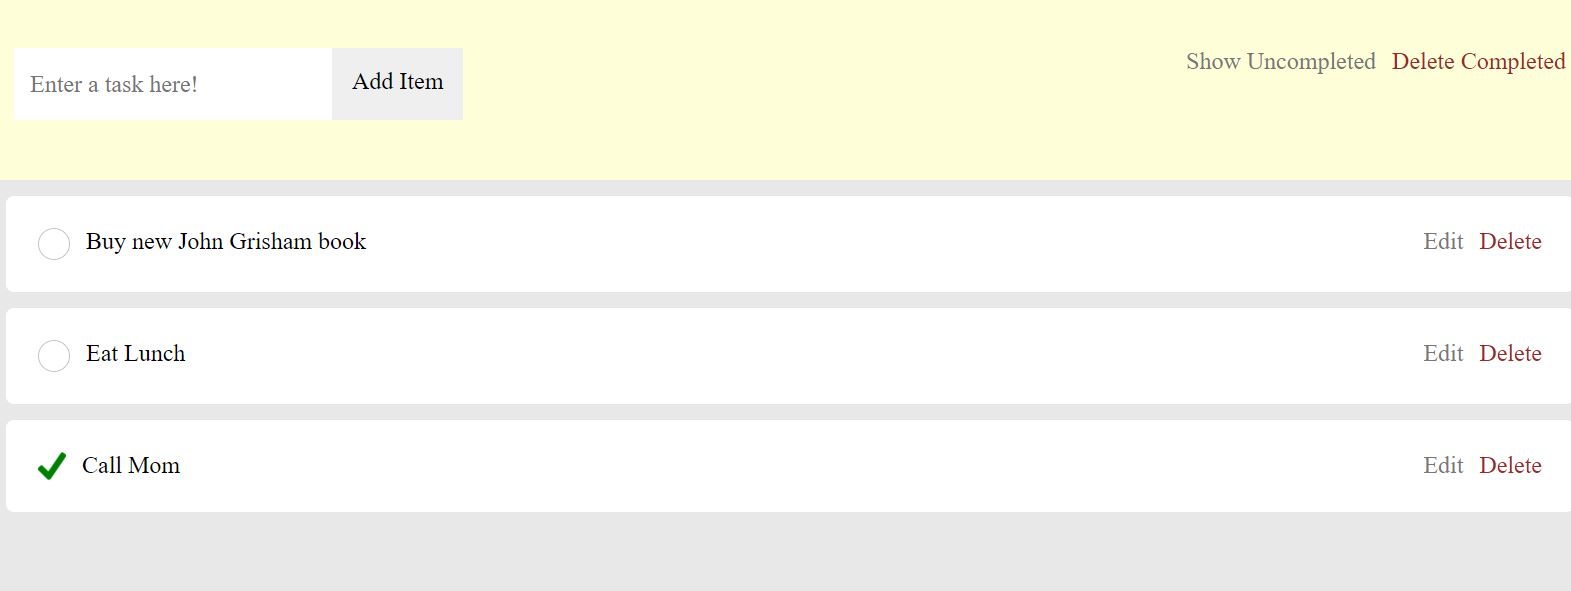 Enter a task here! Add Item Show Uncompleted Delete Completed
Buy new John Grisham book Edit Delete
Eat Lunch Edit Delete
Call Mom Edit Delete